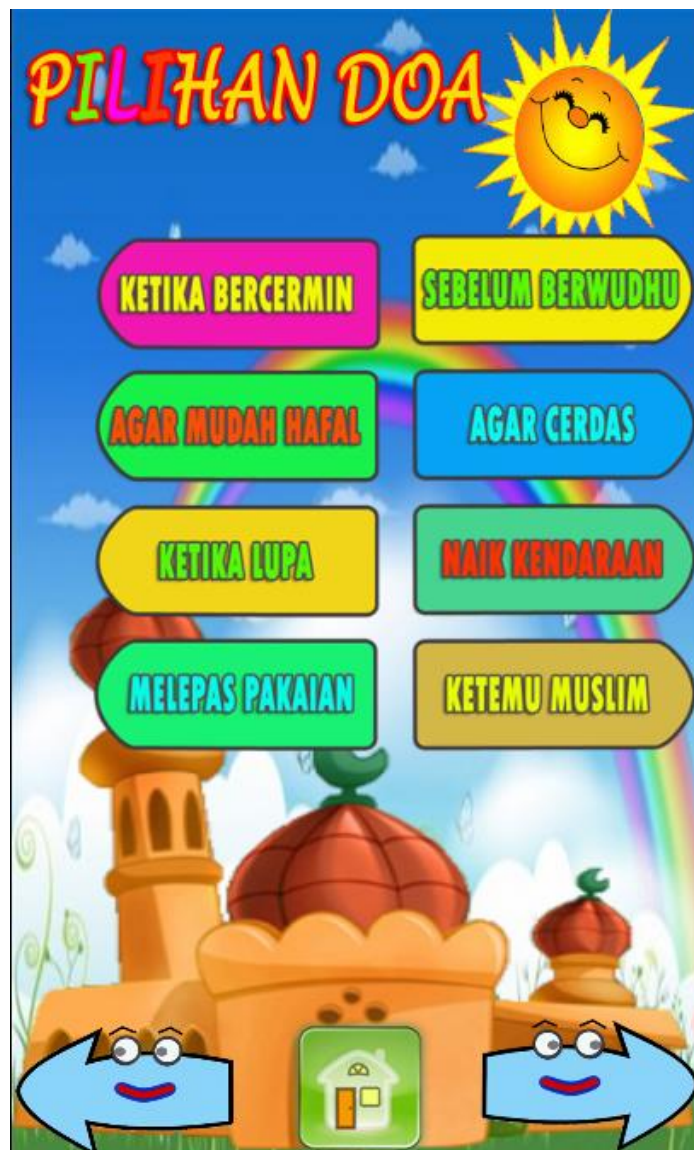 PILIHAN DOA
KETIKA BERCERMIN
SEBELUM BERWUDHU
AGAR MUDAH HAFAL
AGAR CERDAS
KETIKA LUPA
NAIK KENDARAAN
MELEPAS PAKAIAN
KETEMU MUSLIM